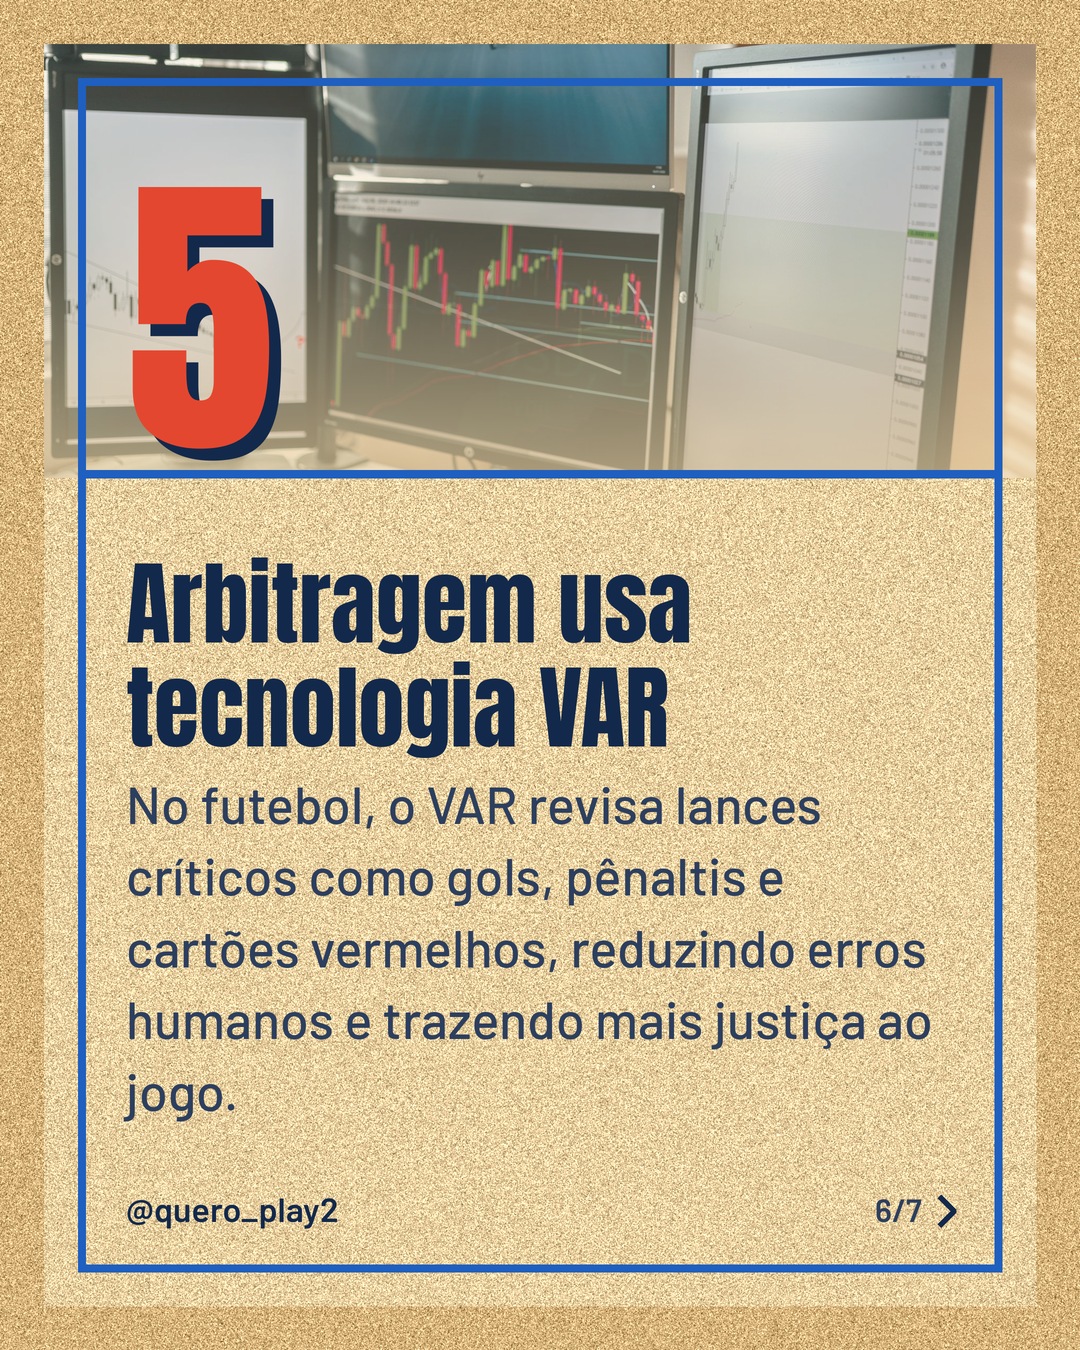 5
Arbitragem usa
tecnologia VAR
No futebol, o VAR revisa lances
críticos como gols, pênaltis e
cartões vermelhos, reduzindo erros
humanos e trazendo mais justiça ao
jogo.
@quero_play2
6/7